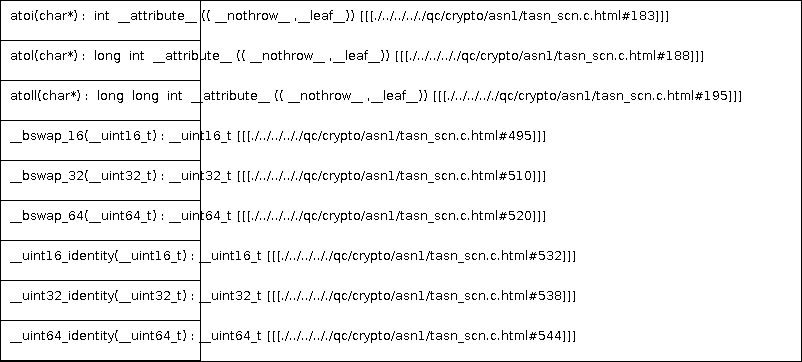 atoi(char*) : int __attribute__ (( __nothrow__ ,__leaf__)) [[[./../../../qc/crypto/asn1/tasn_scn.c.html#183]]]
atol(char*) : long int __attribute__ (( __nothrow__ ,__leaf__)) [[[./../../../qc/crypto/asn1/tasn_scn.c.html#188]]]
atoll(char*) : long long int __attribute__ (( __nothrow__ ,__leaf__)) [[[./../../../qc/crypto/asn1/tasn_scn.c.html#195]]]
__bswap_16(__uint16_t) : __uint16_t [[[./../../../qc/crypto/asn1/tasn_scn.c.html#495]]]
__bswap_32(__uint32_t) : __uint32_t [[[./../../../qc/crypto/asn1/tasn_scn.c.html#510]]]
__bswap_64(__uint64_t) : __uint64_t [[[./../../../qc/crypto/asn1/tasn_scn.c.html#520]]]
__uint16_identity(__uint16_t) : __uint16_t [[[./../../../qc/crypto/asn1/tasn_scn.c.html#532]]]
__uint32_identity(__uint32_t) : __uint32_t [[[./../../../qc/crypto/asn1/tasn_scn.c.html#538]]]
__uint64_identity(__uint64_t) : __uint64_t [[[./../../../qc/crypto/asn1/tasn_scn.c.html#544]]]